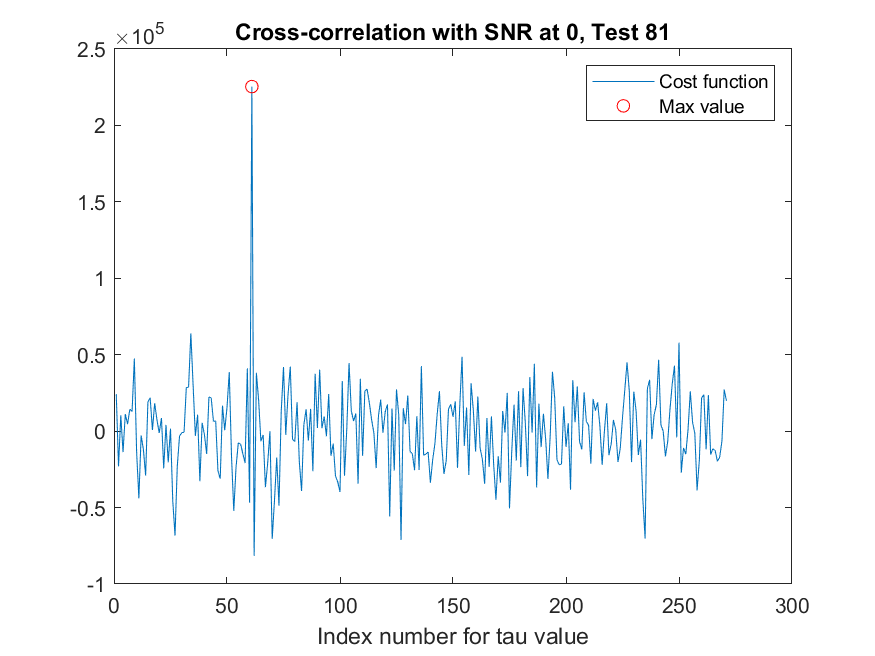 Cross-correlation with SNR at 0, Test 81
×10^5
2.5
2
1.5
1
0.5
0
-0.5
-1
0 50 100 150 200 250 300
Index number for tau value
Cost function
Max value